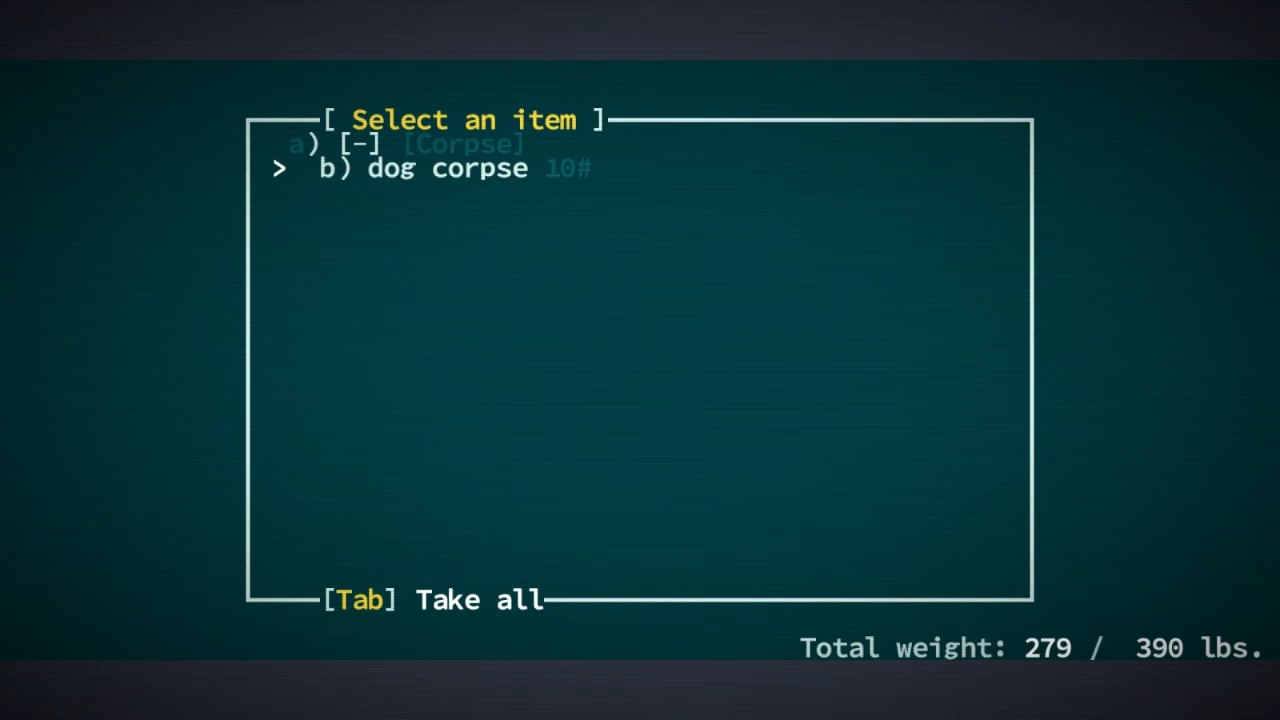 [ Select an item ]
a) [-] [Corpse]
> b) dog corpse 10#
[Tab] Take all
Total weight: 279 / 390 lbs.